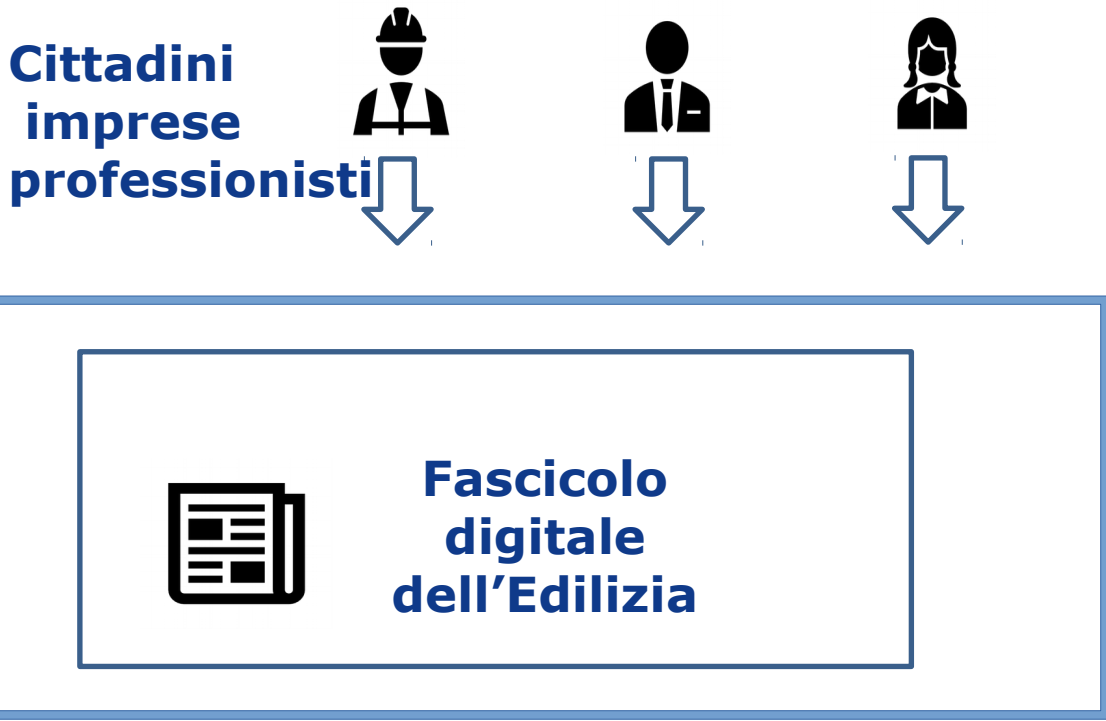 Cittadini
imprese
professionisti
Fascicolo
digitale
dell’Edilizia